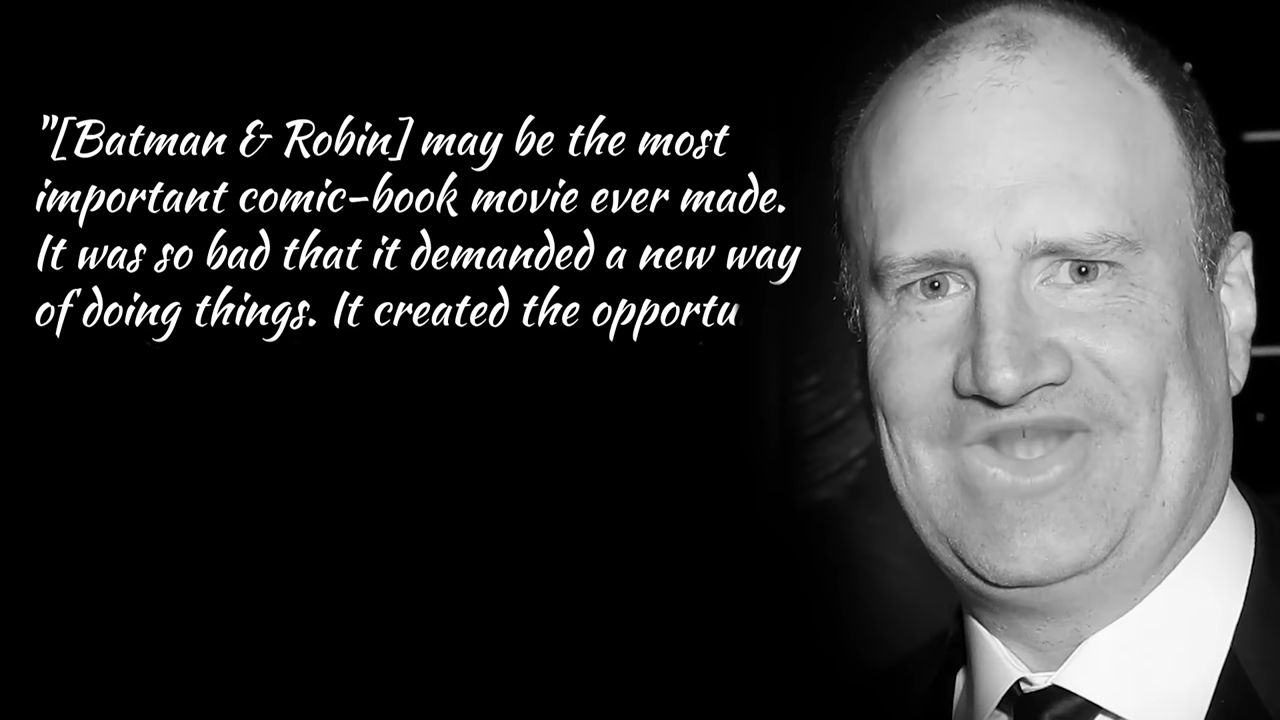 "[Batman & Robin] may be the most
important comic-book movie ever made.
It was so bad that it demanded a new way
of doing things. It created the opportu